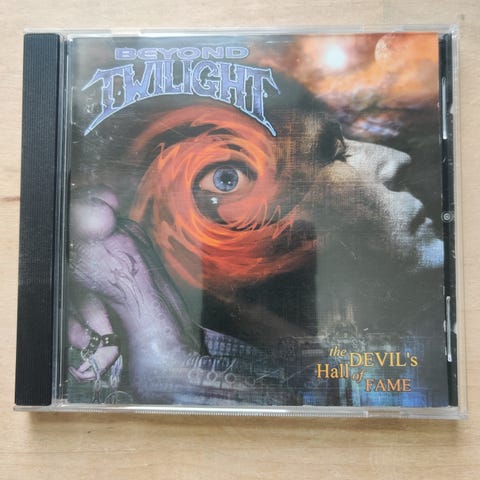 BEYOND
TWILIGHT
the DEVIL's
Hall of
FAME